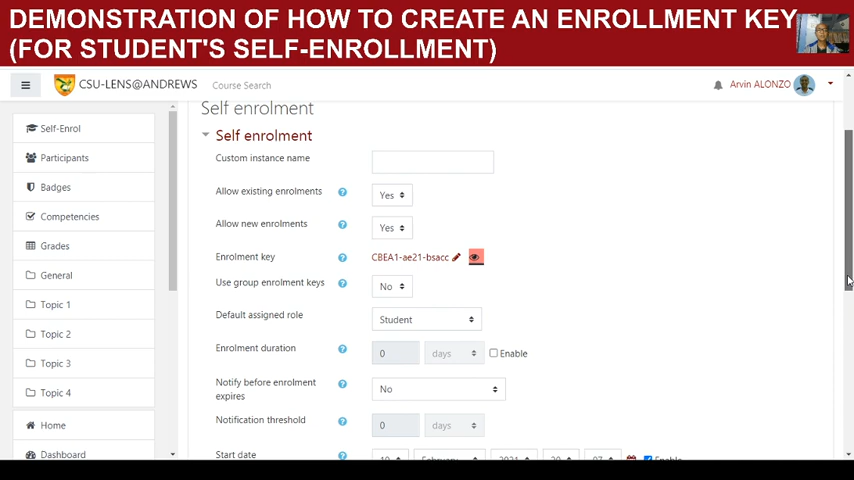 DEMONSTRATION OF HOW TO CREATE AN ENROLLMENT KEY
(FOR STUDENT'S SELF-ENROLLMENT)
CSU-LENS@ANDREWS
Course Search
Arvin ALONZO
Self-Enrol
Participants
Badges
Competencies
Grades
General
Topic 1
Topic 2
Topic 3
Topic 4
Home
Dashboard
Self enrolment
Self enrolment
Custom instance name
Allow existing enrolments Yes
Allow new enrolments Yes
Enrolment key CBEA1-ae21-bsacc
Use group enrolment keys No
Default assigned role Student
Enrolment duration 0 days Enable
Notify before enrolment
expires No
Notification threshold 0 days
Start date 2021 Enable